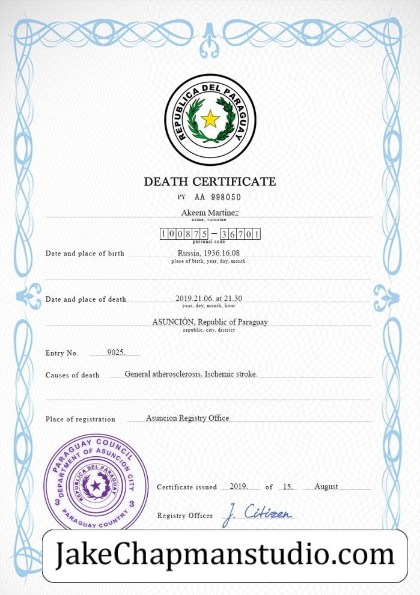 REPUBLICA DEL PARAGUAY
DEATH CERTIFICATE
PY AA 998050
Akeem Martinez
name, surname
100875-36701
personal code
Date and place of birth Russia, 1936.16.08
place of birth, year, day, month
Date and place of death 2019.21.06. at 21.30
year, day, month, hour
ASUNCIÓN, Republic of Paraguay
republic, city, district
Entry No. 9025.
Causes of death General atherosclerosis. Ischemic stroke.
Place of registration Asuncion Registry Office
PARAGUAY COUNCIL
DEPARTMENT OF ASUNCION CITY
REPUBLICA DEL PARAGUAY
3 3
PARAGUAY COUNTRY
Certificate issued 2019. of 15. August
Registry Officer J. Citizen
JakeChapmanstudio.com